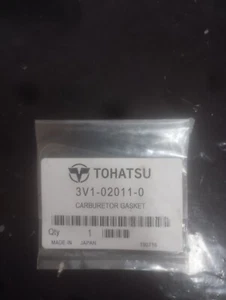 TOHATSU
3V1-02011-0
CARBURETOR GASKET
Qty 1
MADE IN JAPAN